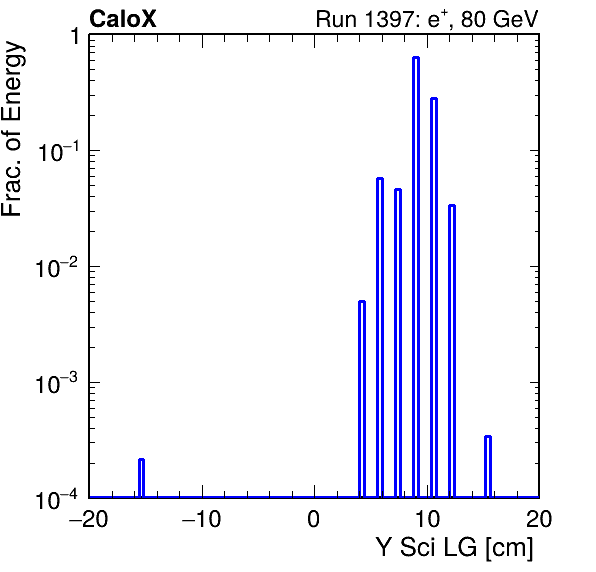 CaloX Run 1397: e⁺, 80 GeV
Frac. of Energy
1
10⁻¹
10⁻²
10⁻³
10⁻⁴
−20 −10 0 10 20
Y Sci LG [cm]